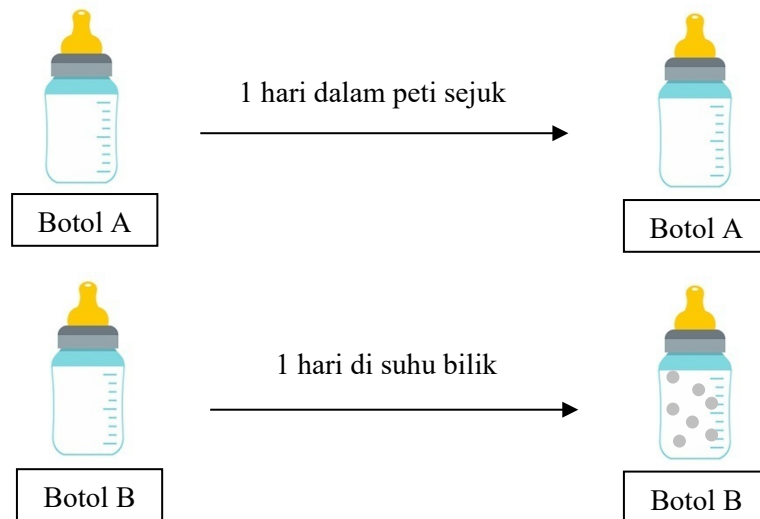 1 hari dalam peti sejuk
Botol A
Botol A
1 hari di suhu bilik
Botol B
Botol B